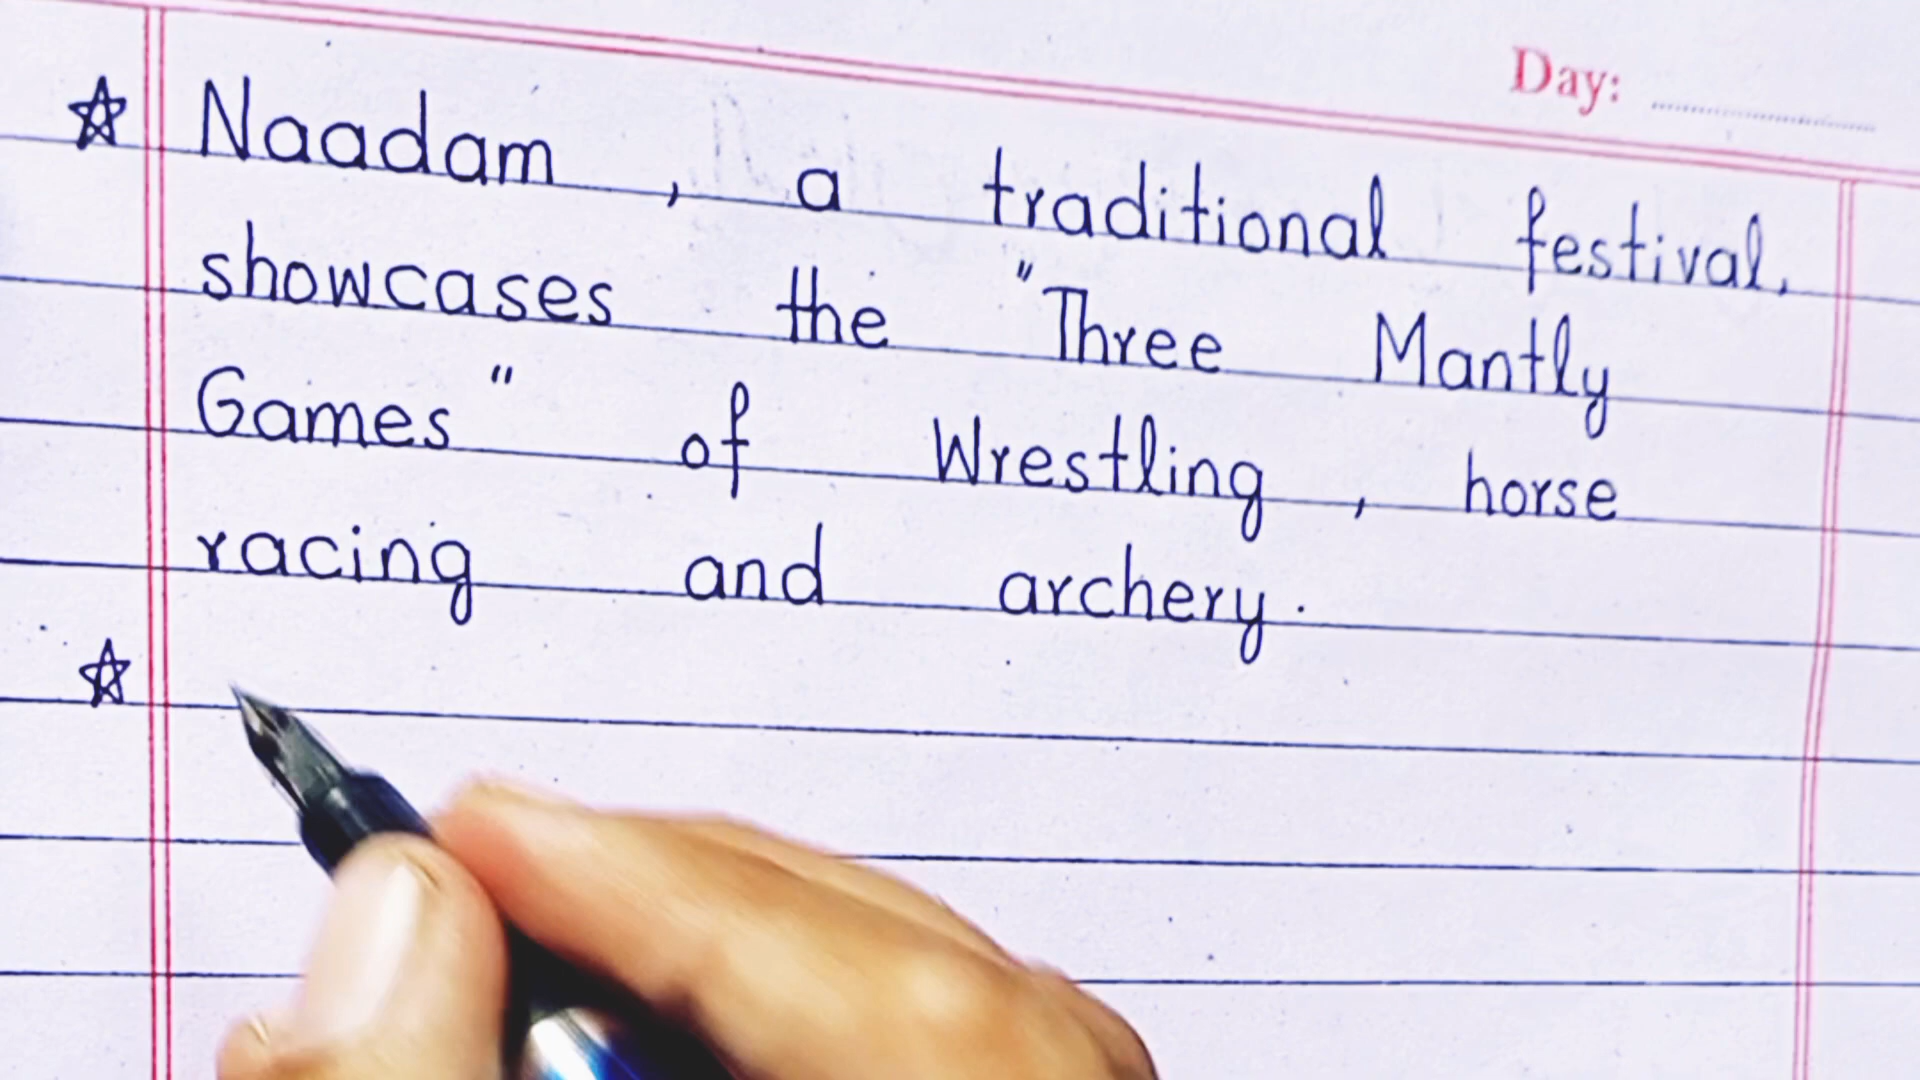 Day:
☆ Naadam , a traditional festival,
showcases the "Three Mantly
Games" of Wrestling , horse
racing and archery.
☆